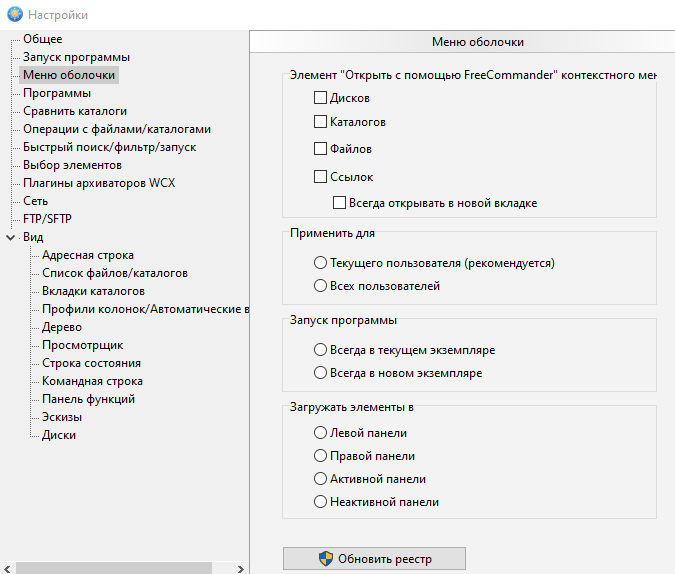 Настройки
Общее
Запуск программы
Меню оболочки
Программы
Сравнить каталоги
Операции с файлами/каталогами
Быстрый поиск/фильтр/запуск
Выбор элементов
Плагины архиваторов WCX
Сеть
FTP/SFTP
Вид
Адресная строка
Список файлов/каталогов
Вкладки каталогов
Профили колонок/Автоматические в
Дерево
Просмотрщик
Строка состояния
Командная строка
Панель функций
Эскизы
Диски
Меню оболочки
Элемент "Открыть с помощью FreeCommander" контекстного мен
Дисков
Каталогов
Файлов
Ссылок
Всегда открывать в новой вкладке
Применить для
Текущего пользователя (рекомендуется)
Всех пользователей
Запуск программы
Всегда в текущем экземпляре
Всегда в новом экземпляре
Загружать элементы в
Левой панели
Правой панели
Активной панели
Неактивной панели
Обновить реестр